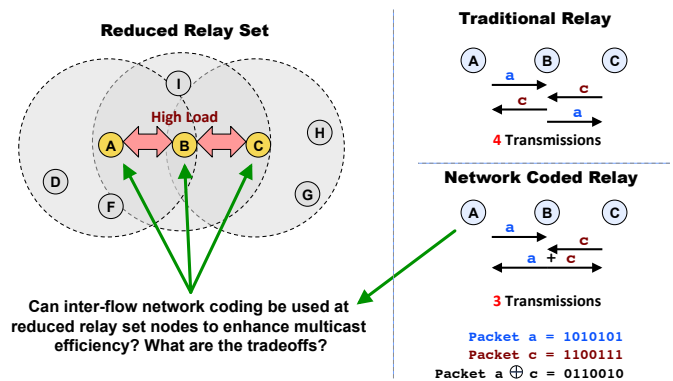 Reduced Relay Set
I
High Load
A
B
C
H
D
F
G
Can inter-flow network coding be used at
reduced relay set nodes to enhance multicast
efficiency? What are the tradeoffs?
Traditional Relay
A B C
a
c
c
a
4 Transmissions
Network Coded Relay
A B C
a
c
a + c
3 Transmissions
Packet a = 1010101
Packet c = 1100111
Packet a ⊕ c = 0110010